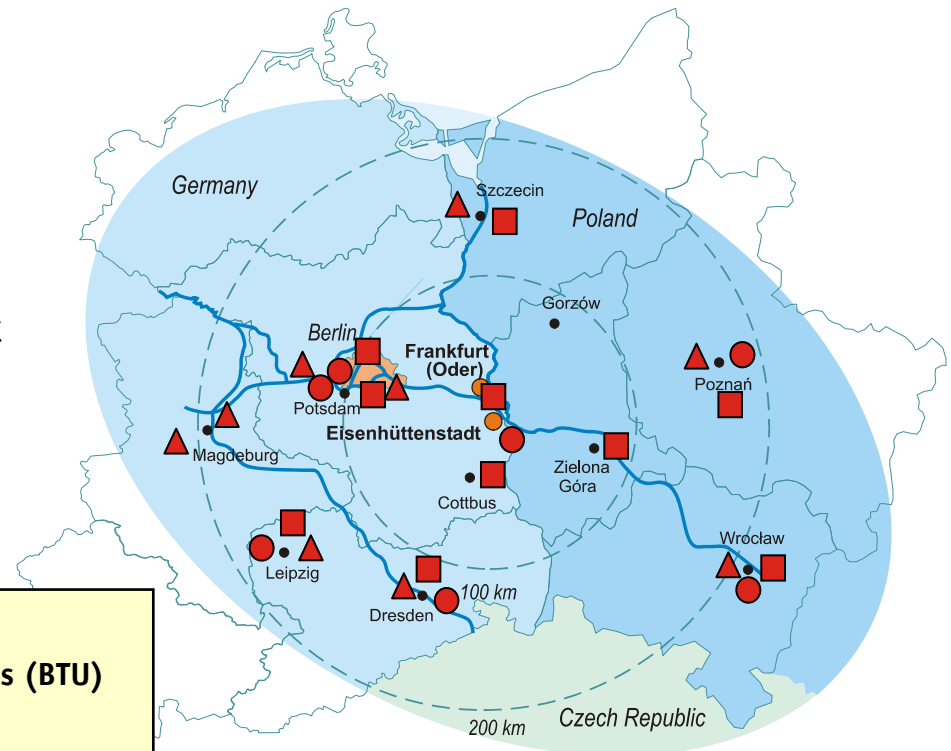 Germany
Szczecin
Poland
Gorzów
Berlin
Frankfurt
(Oder)
Poznań
Potsdam
Eisenhüttenstadt
Magdeburg
Zielona
Góra
Cottbus
Wrocław
Leipzig
100 km
Dresden
s (BTU)
200 km
Czech Republic